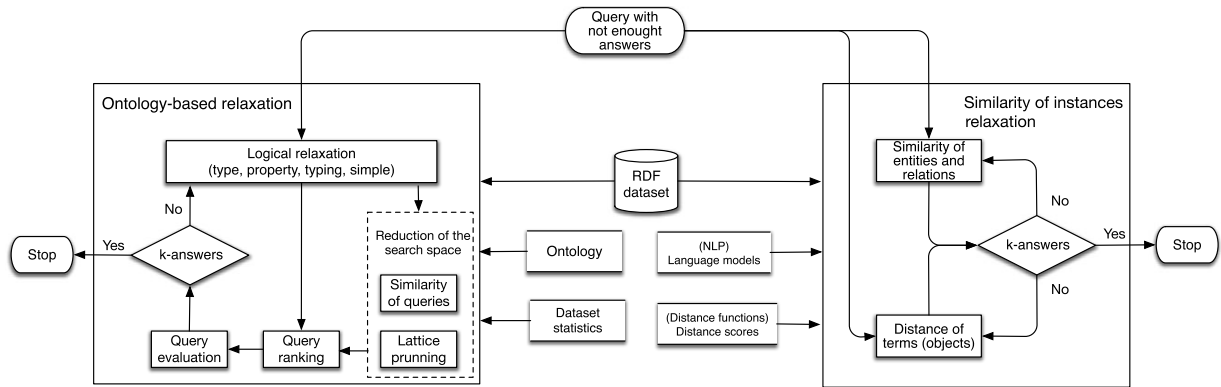 Query with
not enought
answers
Ontology-based relaxation
Logical relaxation
(type, property, typing, simple)
No
Yes
Stop
k-answers
Reduction of the
search space
Similarity
of queries
Query
evaluation
Query
ranking
Lattice
prunning
RDF
dataset
Ontology
(NLP)
Language models
Dataset
statistics
(Distance functions)
Distance scores
Similarity of instances
relaxation
Similarity of
entities and
relations
No
k-answers
Yes
Stop
No
Distance of
terms (objects)